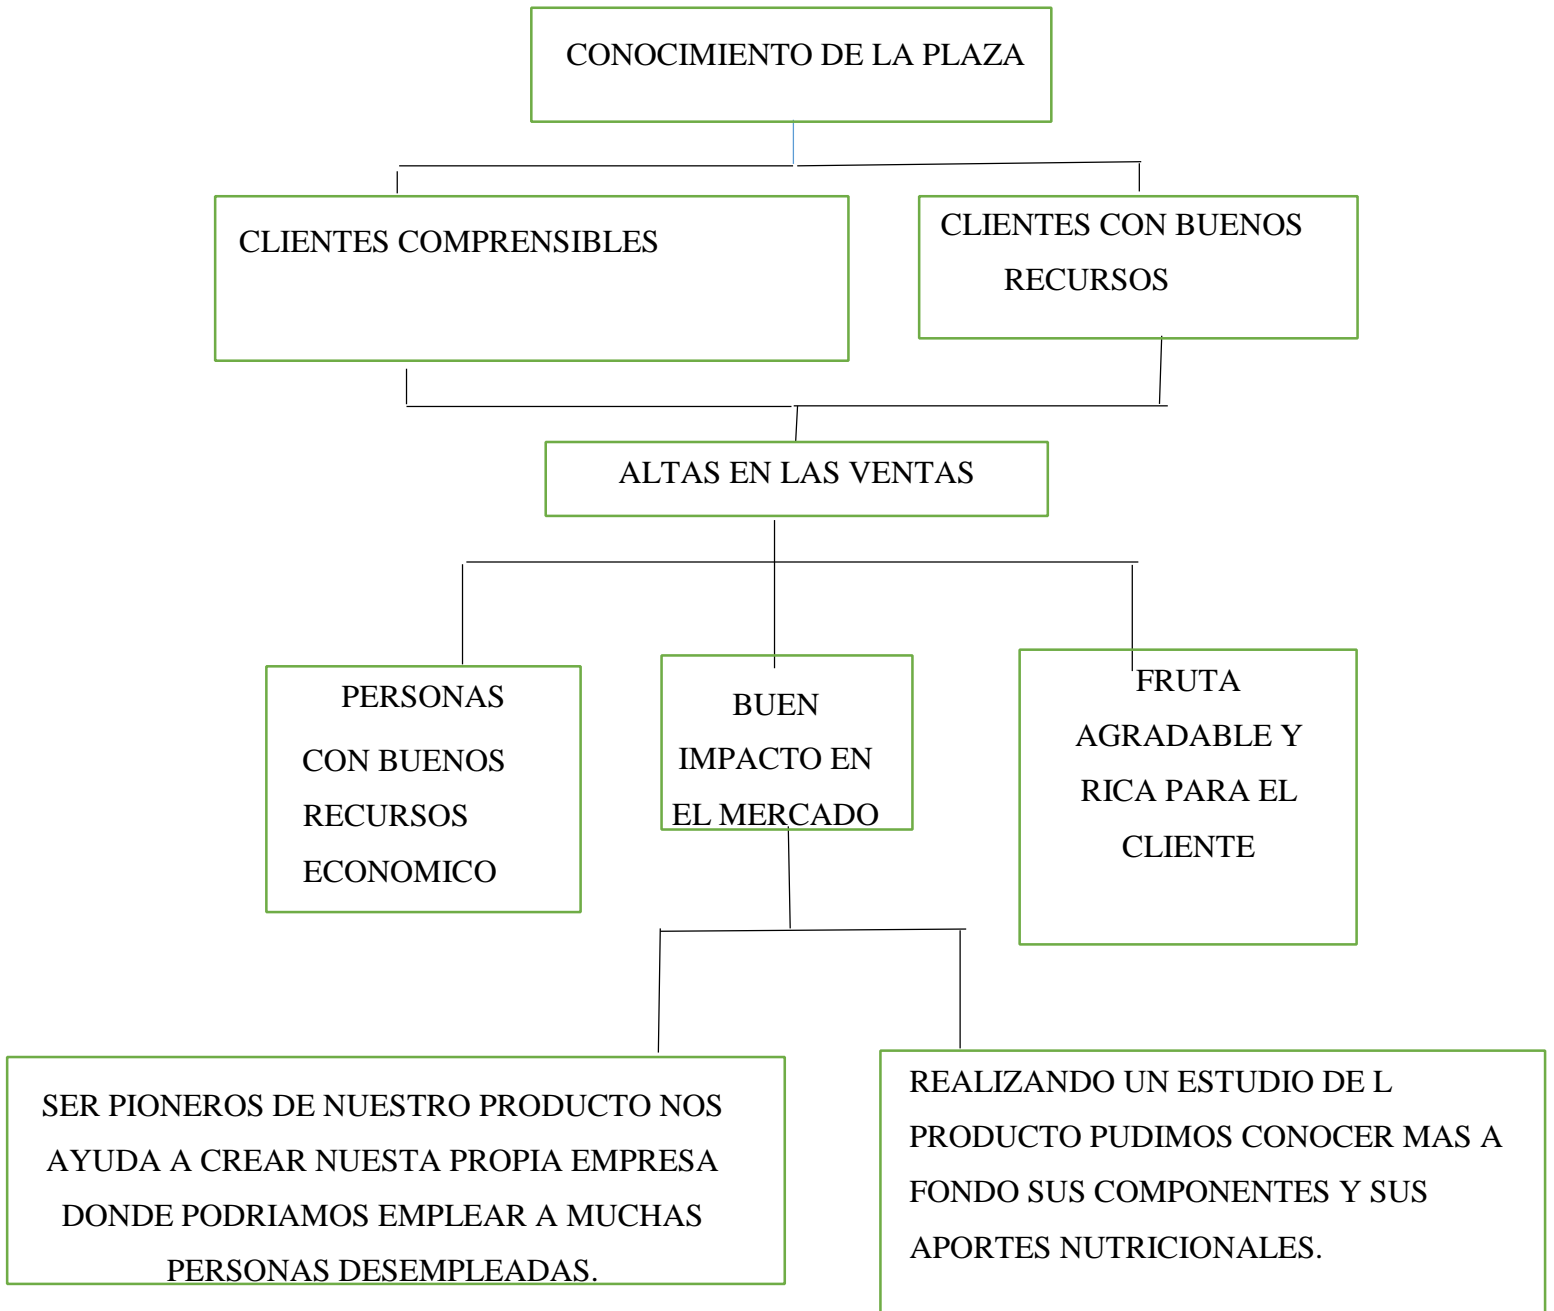 CONOCIMIENTO DE LA PLAZA
CLIENTES COMPRENSIBLES
CLIENTES CON BUENOS
RECURSOS
ALTAS EN LAS VENTAS
PERSONAS
CON BUENOS
RECURSOS
ECONOMICO
BUEN
IMPACTO EN
EL MERCADO
FRUTA
AGRADABLE Y
RICA PARA EL
CLIENTE
SER PIONEROS DE NUESTRO PRODUCTO NOS
AYUDA A CREAR NUESTA PROPIA EMPRESA
DONDE PODRIAMOS EMPLEAR A MUCHAS
PERSONAS DESEMPLEADAS.
REALIZANDO UN ESTUDIO DE L
PRODUCTO PUDIMOS CONOCER MAS A
FONDO SUS COMPONENTES Y SUS
APORTES NUTRICIONALES.